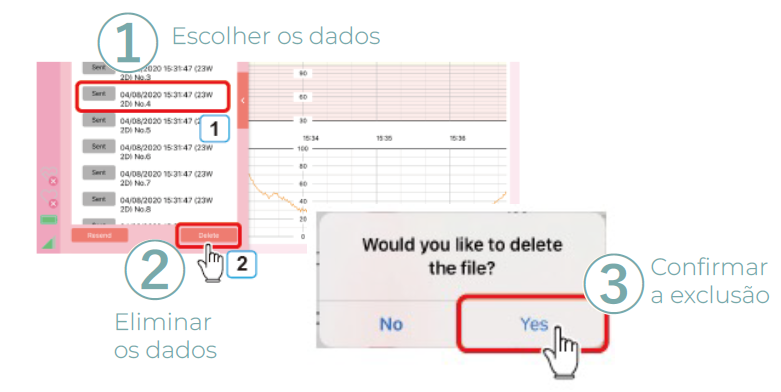 1 Escolher os dados
Sent 04/08/2020 15:31:47 (23W
2D) No.3
Sent 04/08/2020 15:31:47 (23W
2D) No.4
Sent 04/08/2020 15:31:47 (23W
2D) No.5
1
Sent 04/08/2020 15:31:47 (23W
2D) No.6
Sent 04/08/2020 15:31:47 (23W
2D) No.7
Sent 04/08/2020 15:31:47 (23W
2D) No.8
Resend
Delete
2
90
60
30
15:34 15:35 15:36
100
80
60
40
20
0
2
Eliminar
os dados
Would you like to delete
the file?
No
Yes
3
Confirmar
a exclusão